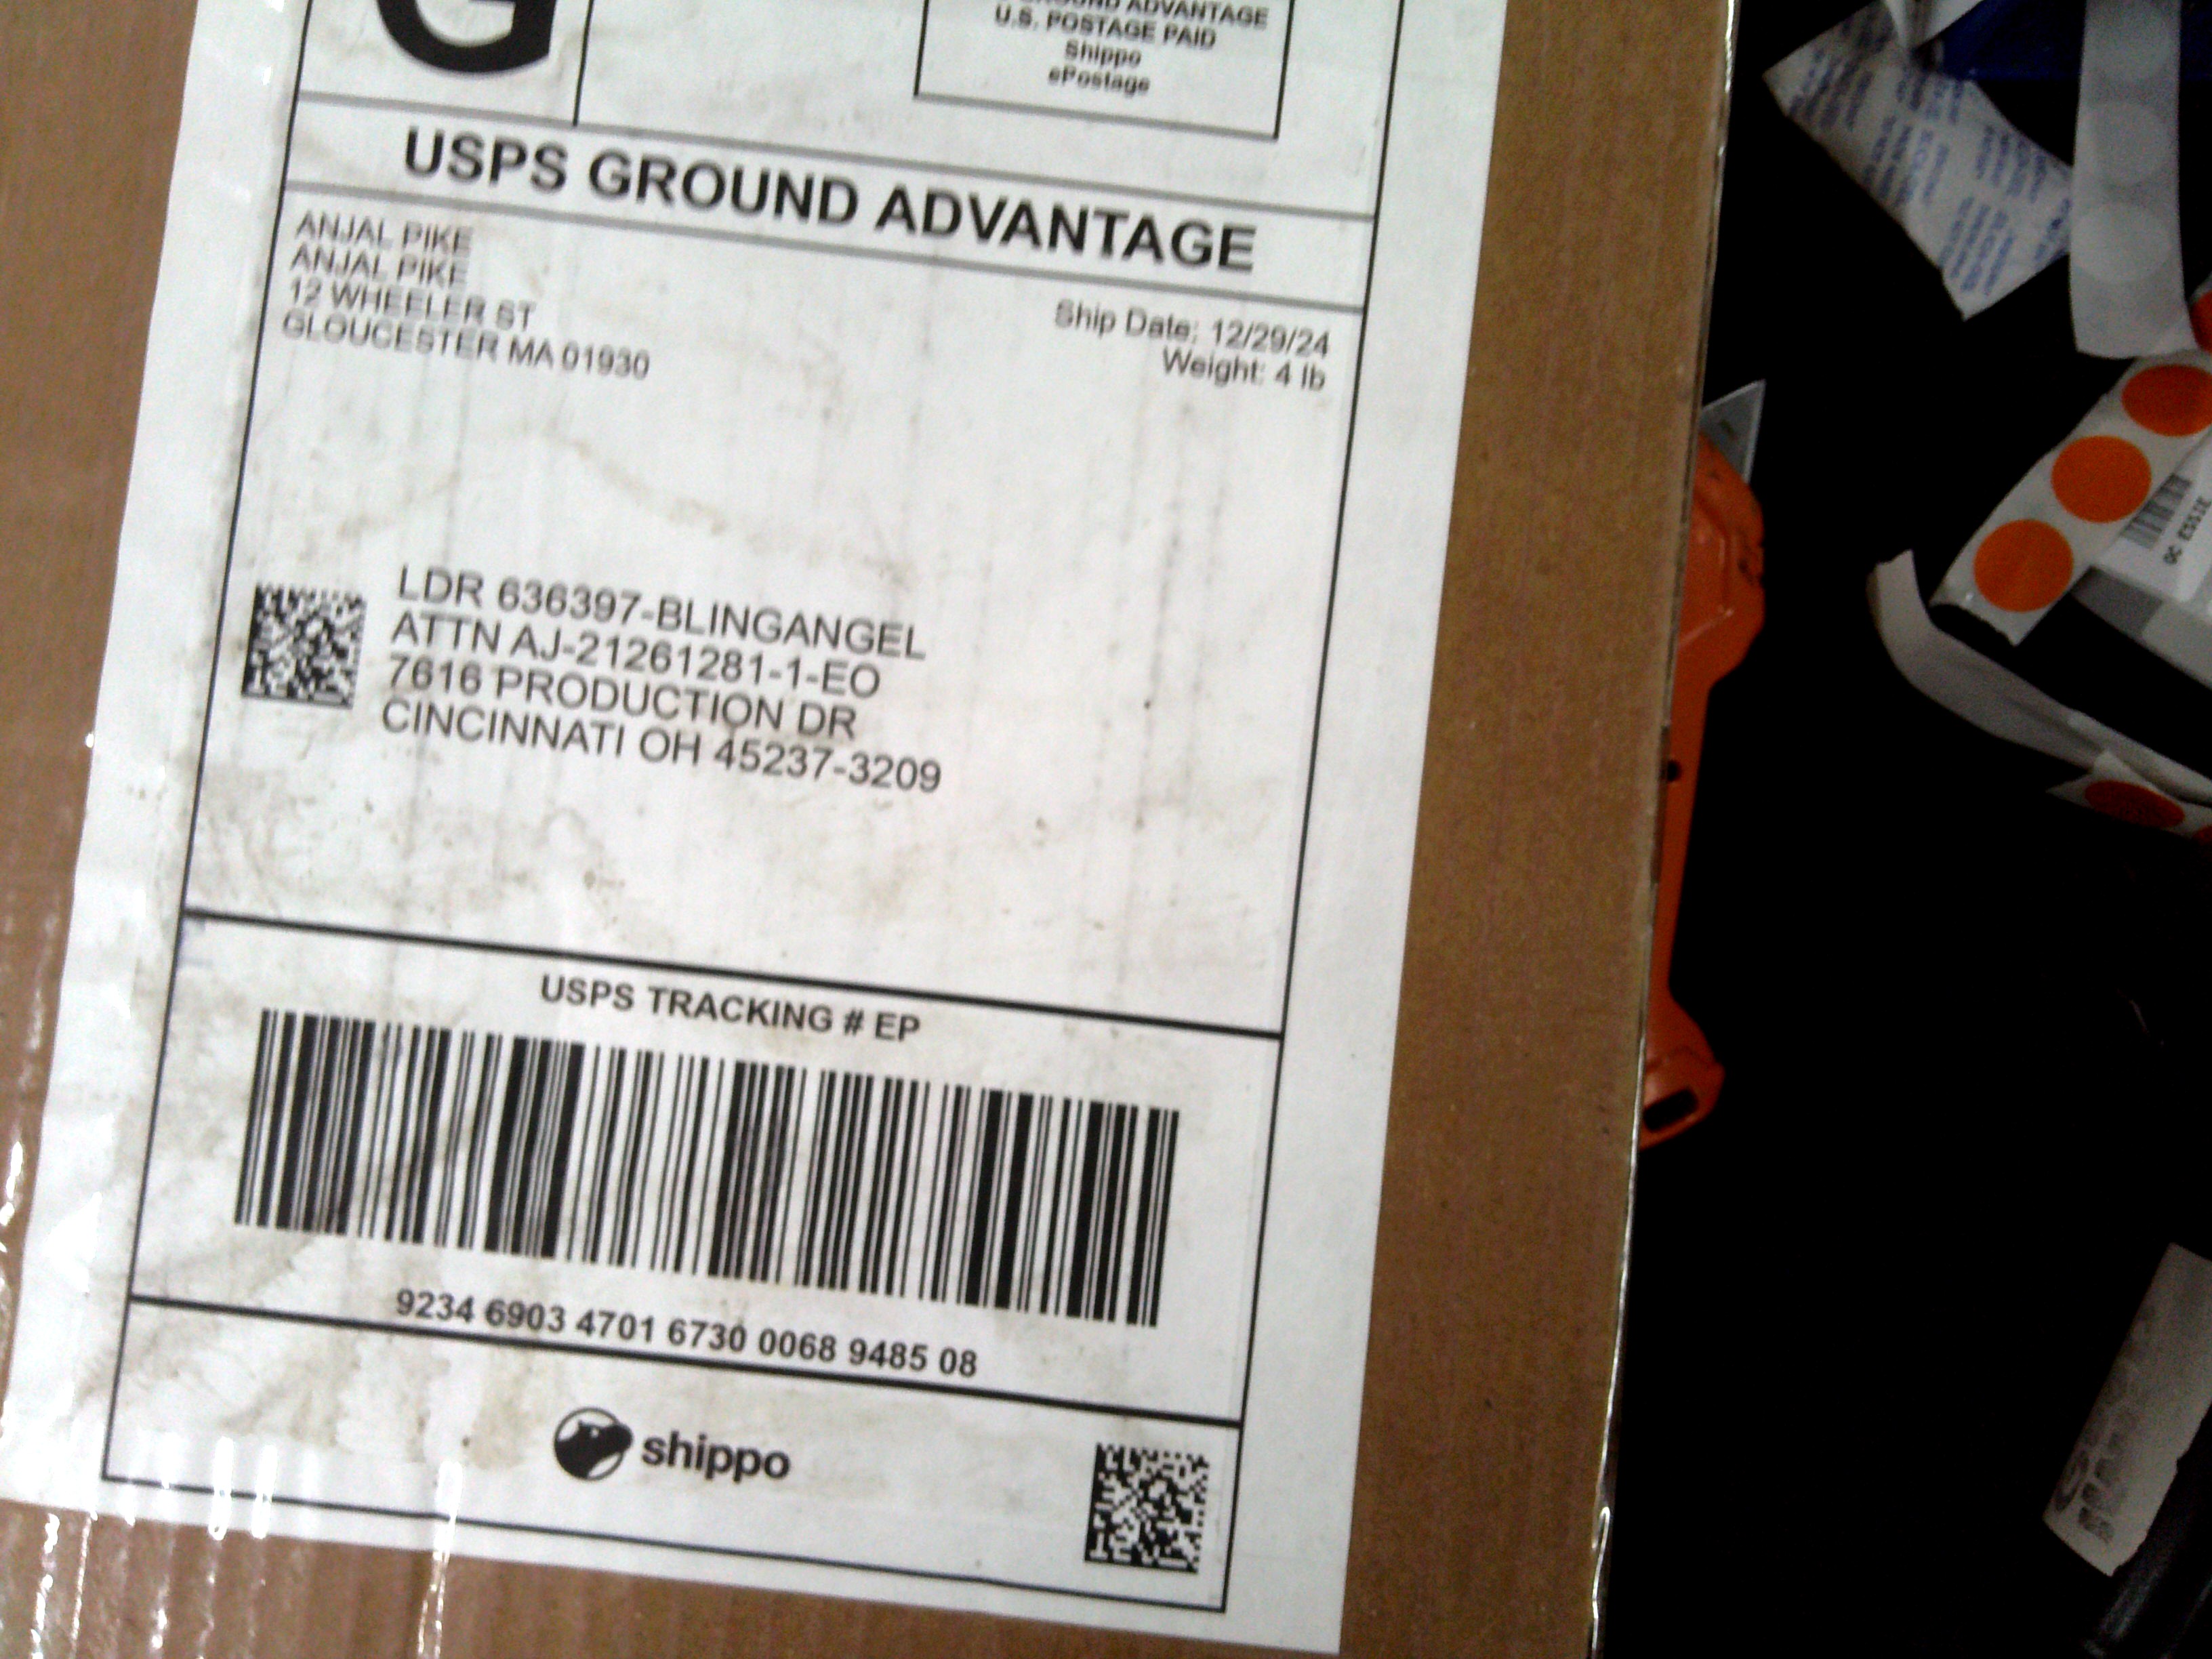 G
GROUND ADVANTAGE
U.S. POSTAGE PAID
Shippo
ePostage
USPS GROUND ADVANTAGE
ANJAL PIKE
ANJAL PIKE
12 WHEELER ST
GLOUCESTER MA 01930
Ship Date: 12/29/24
Weight: 4 lb
LDR 636397-BLINGANGEL
ATTN AJ-21261281-1-EO
7616 PRODUCTION DR
CINCINNATI OH 45237-3209
USPS TRACKING # EP
9234 6903 4701 6730 0068 9485 08
shippo